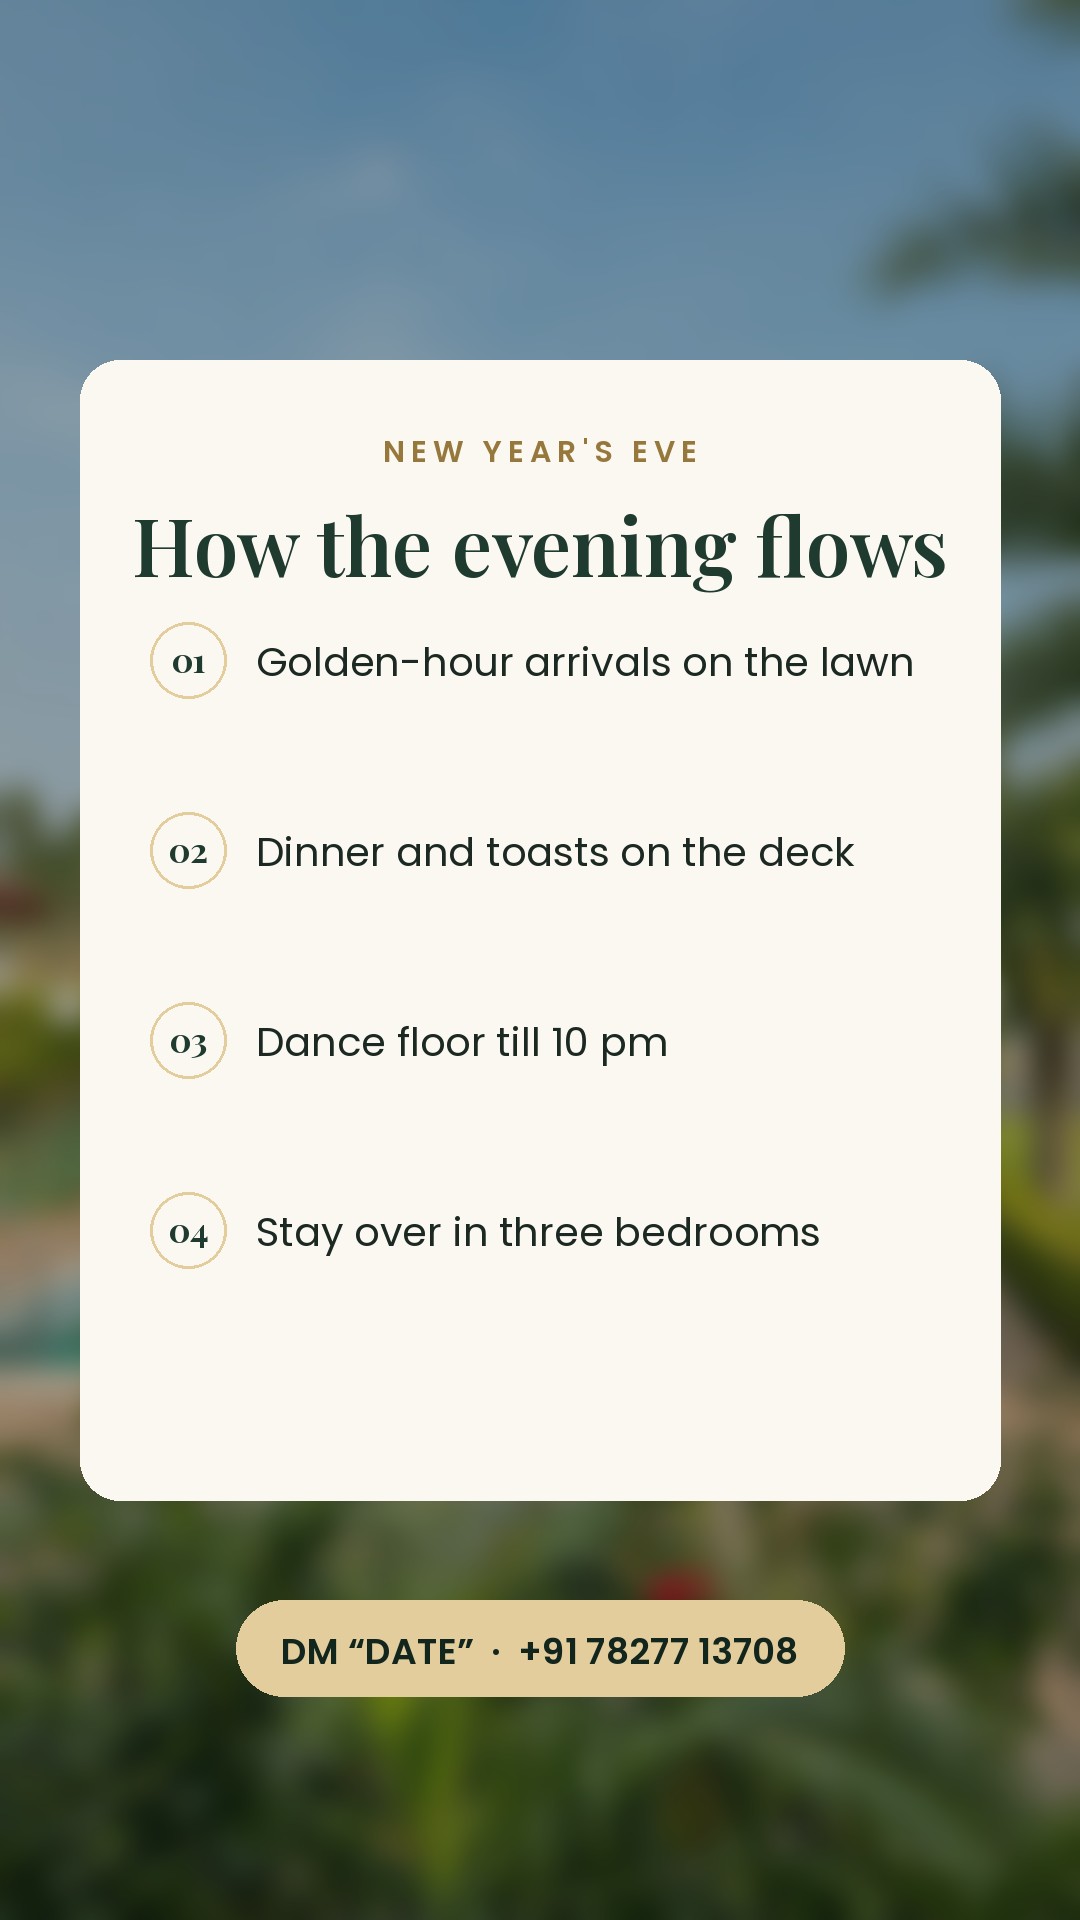 NEW YEAR'S EVE
How the evening flows
01 Golden-hour arrivals on the lawn
02 Dinner and toasts on the deck
03 Dance floor till 10 pm
04 Stay over in three bedrooms
DM “DATE” · +91 78277 13708